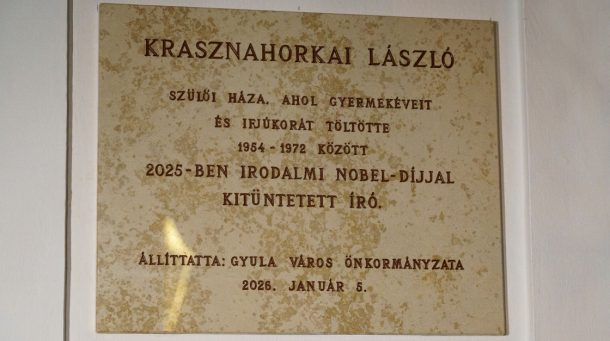 KRASZNAHORKAI LÁSZLÓ
SZÜLŐI HÁZA, AHOL GYERMEKÉVEIT
ÉS IFJÚKORÁT TÖLTÖTTE
1954-1972 KÖZÖTT
2025-BEN IRODALMI NOBEL-DÍJJAL
KITÜNTETETT ÍRÓ.
ÁLLÍTTATTA: GYULA VÁROS ÖNKORMÁNYZATA
2026. JANUÁR 5.